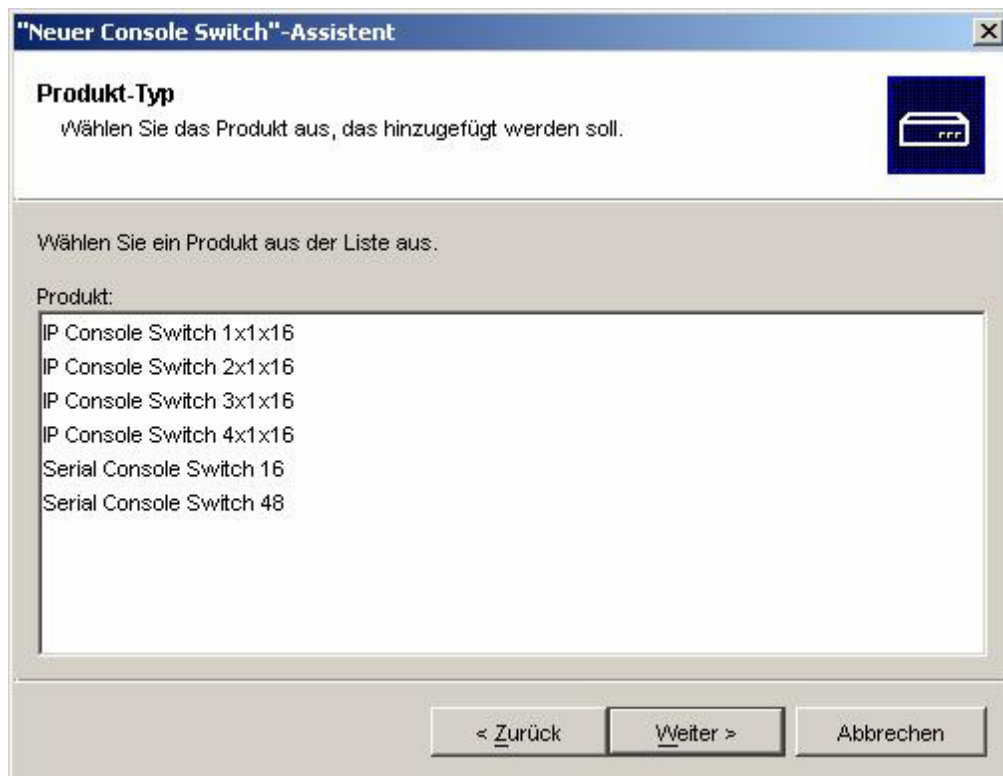 "Neuer Console Switch"-Assistent
Produkt-Typ
Wählen Sie das Produkt aus, das hinzugefügt werden soll.
Wählen Sie ein Produkt aus der Liste aus.
Produkt:
IP Console Switch 1x1x16
IP Console Switch 2x1x16
IP Console Switch 3x1x16
IP Console Switch 4x1x16
Serial Console Switch 16
Serial Console Switch 48
< Zurück Weiter > Abbrechen